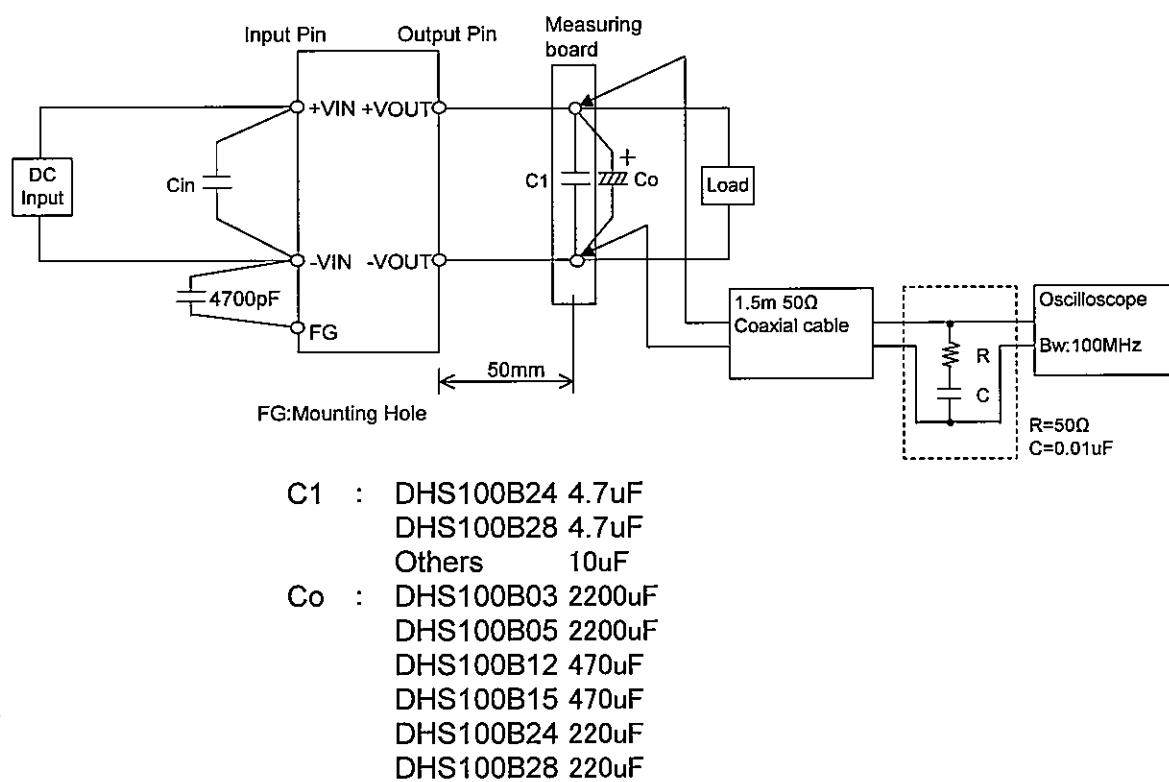 Input Pin
Output Pin
Measuring
board
+VIN +VOUT
DC
Input
Cin
C1
+
Co
Load
-VIN -VOUT
4700pF
FG
1.5m 50Ω
Coaxial cable
Oscilloscope
Bw:100MHz
R
C
50mm
R=50Ω
C=0.01uF
FG:Mounting Hole
C1 : DHS100B24 4.7uF
DHS100B28 4.7uF
Others 10uF
Co : DHS100B03 2200uF
DHS100B05 2200uF
DHS100B12 470uF
DHS100B15 470uF
DHS100B24 220uF
DHS100B28 220uF